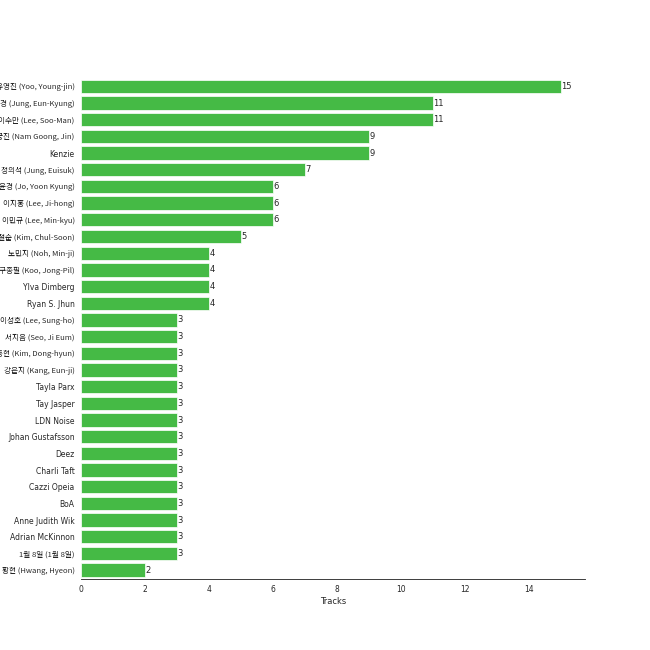 유영진 (Yoo, Young-jin) 15
경 (Jung, Eun-Kyung) 11
이수만 (Lee, Soo-Man) 11
궁진 (Nam Goong, Jin) 9
Kenzie 9
정의석 (Jung, Euisuk) 7
윤경 (Jo, Yoon Kyung) 6
이지홍 (Lee, Ji-hong) 6
이민규 (Lee, Min-kyu) 6
철순 (Kim, Chul-Soon) 5
노민지 (Noh, Min-ji) 4
구종필 (Koo, Jong-Pil) 4
Ylva Dimberg 4
Ryan S. Jhun 4
이성호 (Lee, Sung-ho) 3
서지음 (Seo, Ji Eum) 3
동현 (Kim, Dong-hyun) 3
강은지 (Kang, Eun-ji) 3
Tayla Parx 3
Tay Jasper 3
LDN Noise 3
Johan Gustafsson 3
Deez 3
Charli Taft 3
Cazzi Opeia 3
BoA 3
Anne Judith Wik 3
Adrian McKinnon 3
1월 8일 (1월 8일) 3
황현 (Hwang, Hyeon) 2
0 2 4 6 8 10 12 14
Tracks